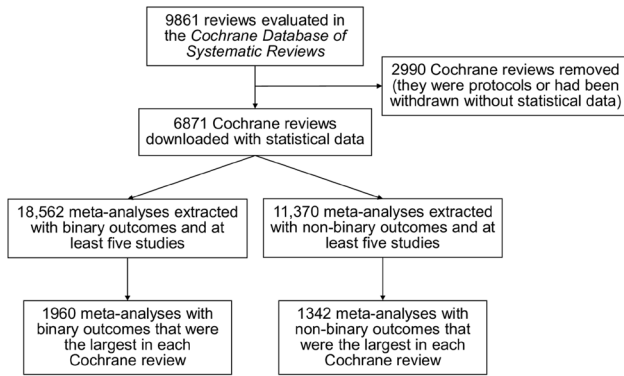 9861 reviews evaluated in
the Cochrane Database of
Systematic Reviews
2990 Cochrane reviews removed
(they were protocols or had been
withdrawn without statistical data)
6871 Cochrane reviews
downloaded with statistical data
18,562 meta-analyses extracted
with binary outcomes and at
least five studies
11,370 meta-analyses extracted
with non-binary outcomes and at
least five studies
1960 meta-analyses with
binary outcomes that were
the largest in each
Cochrane review
1342 meta-analyses with
non-binary outcomes that
were the largest in each
Cochrane review